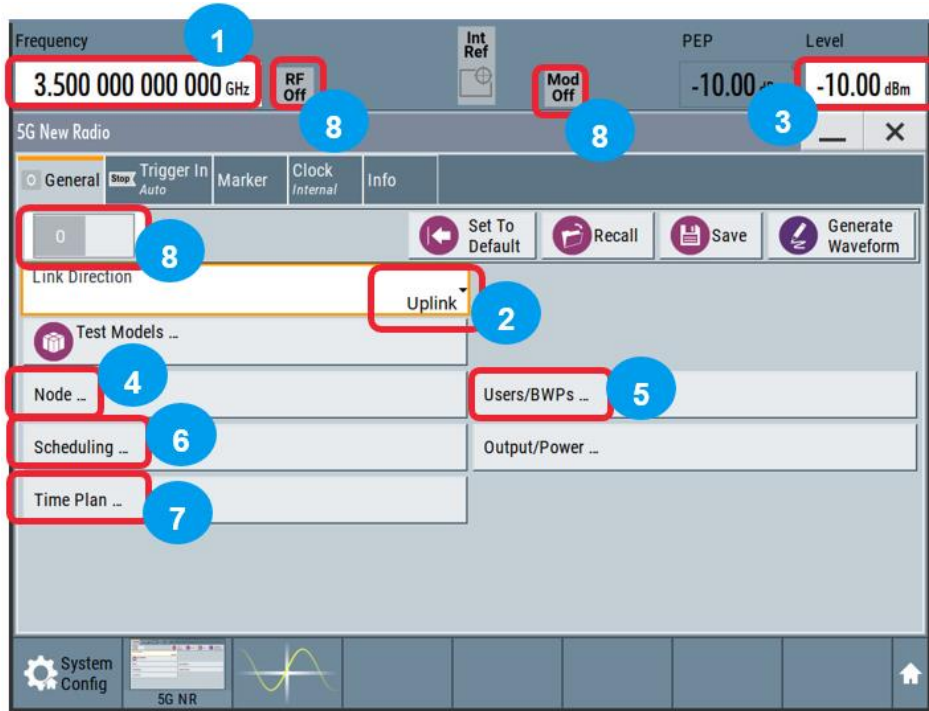 Frequency
1
Int
Ref
PEP
Level
3.500 000 000 000 GHz
RF
Off
Mod
Off
-10.00
-10.00 dBm
8
8
3
5G New Radio
General
Stop
Trigger In
Auto
Marker
Clock
Internal
Info
0
8
Set To
Default
Recall
Save
Generate
Waveform
Link Direction
Uplink
2
Test Models ...
Node ...
4
Users/BWPs ...
5
Scheduling ...
6
Output/Power ...
Time Plan ...
7
System
Config
5G NR